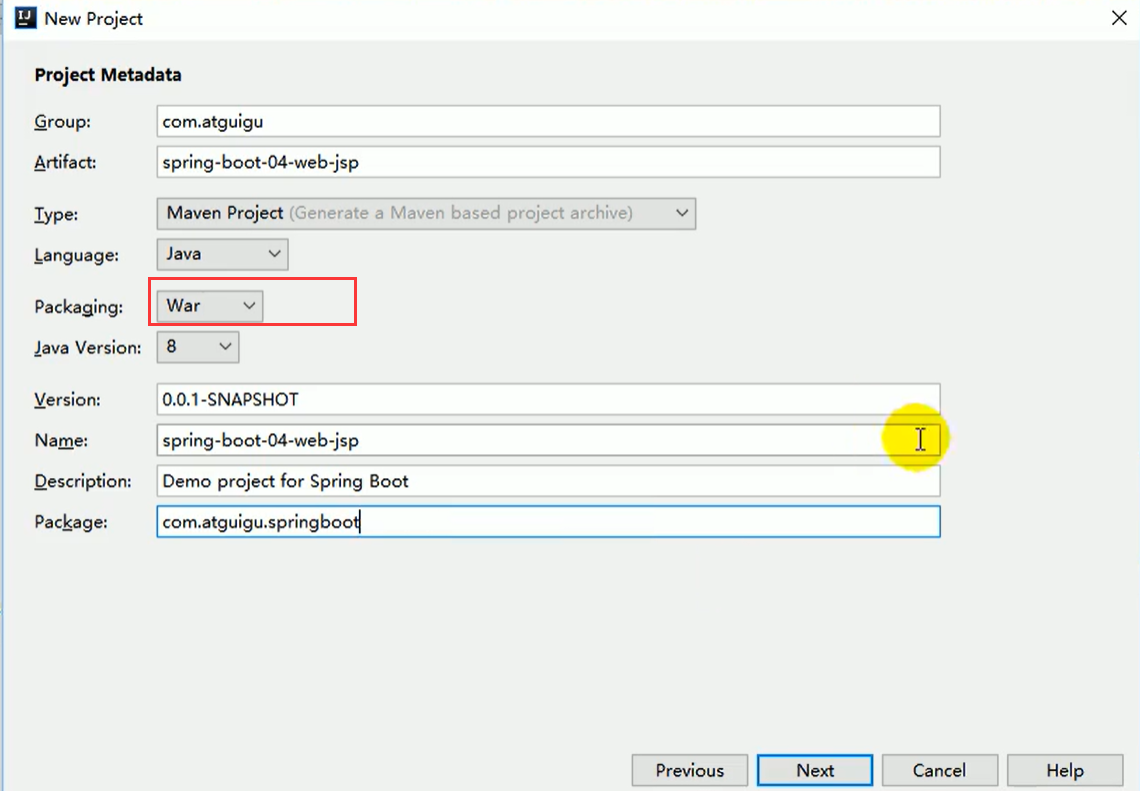 New Project
Project Metadata
Group: com.atguigu
Artifact: spring-boot-04-web-jsp
Type: Maven Project (Generate a Maven based project archive)
Language: Java
Packaging: War
Java Version: 8
Version: 0.0.1-SNAPSHOT
Name: spring-boot-04-web-jsp
Description: Demo project for Spring Boot
Package: com.atguigu.springboot
Previous Next Cancel Help